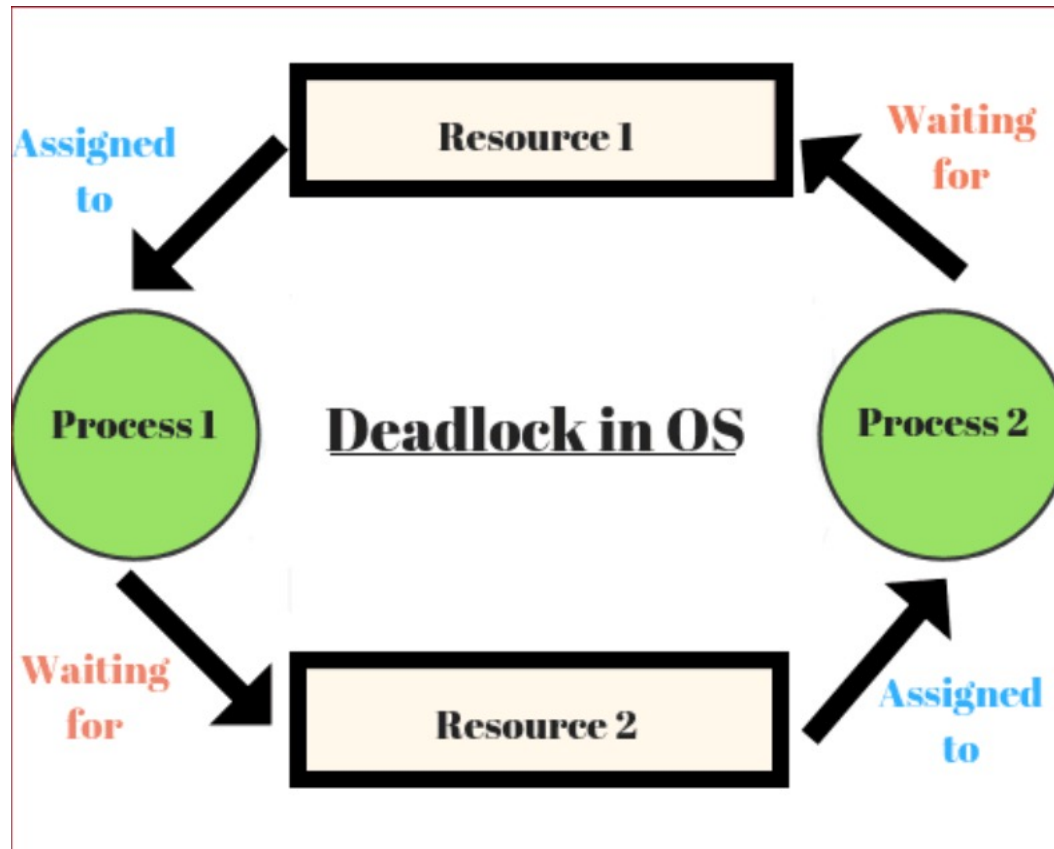 Resource 1
Assigned
to
Waiting
for
Process 1
Deadlock in OS
Process 2
Waiting
for
Resource 2
Assigned
to